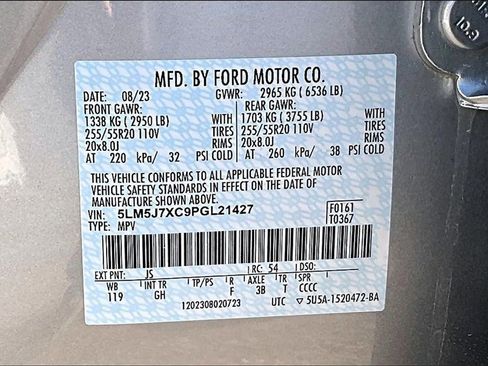 MFD. BY FORD MOTOR CO.
DATE: 08/23 GVWR: 2965 KG ( 6536 LB)
FRONT GAWR: REAR GAWR:
1338 KG ( 2950 LB) WITH 1703 KG ( 3755 LB) WITH
255/55R20 110V TIRES 255/55R20 110V TIRES
20x8.0J RIMS 20x8.0J RIMS
AT 220 kPa/ 32 PSI COLD AT 260 kPa/ 38 PSI COLD
THIS VEHICLE CONFORMS TO ALL APPLICABLE FEDERAL MOTOR
VEHICLE SAFETY AND
THEFT PREVENTION STANDARDS IN EFFECT ON THE DATE OF
MANUFACTURE SHOWN ABOVE.
VIN: 5LM5J7XC9PGL21427 F0161
TYPE: MPV T0367
EXT PNT: JS RC: 54
WB INT TR TP/PS R AXLE TR SPR
119 GH F 3B T CCCC
1202308020723 UTC 5U5A-1520472-BA